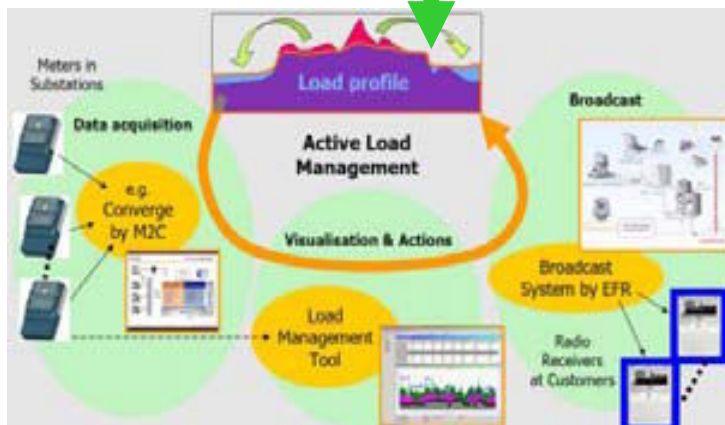 Load profile
Meters in
Substations
Data acquisition
e.g.
Converge
by M2C
Active Load
Management
Visualisation & Actions
Load
Management
Tool
Broadcast
Broadcast
System by EFR
Radio
Receivers
at Customers